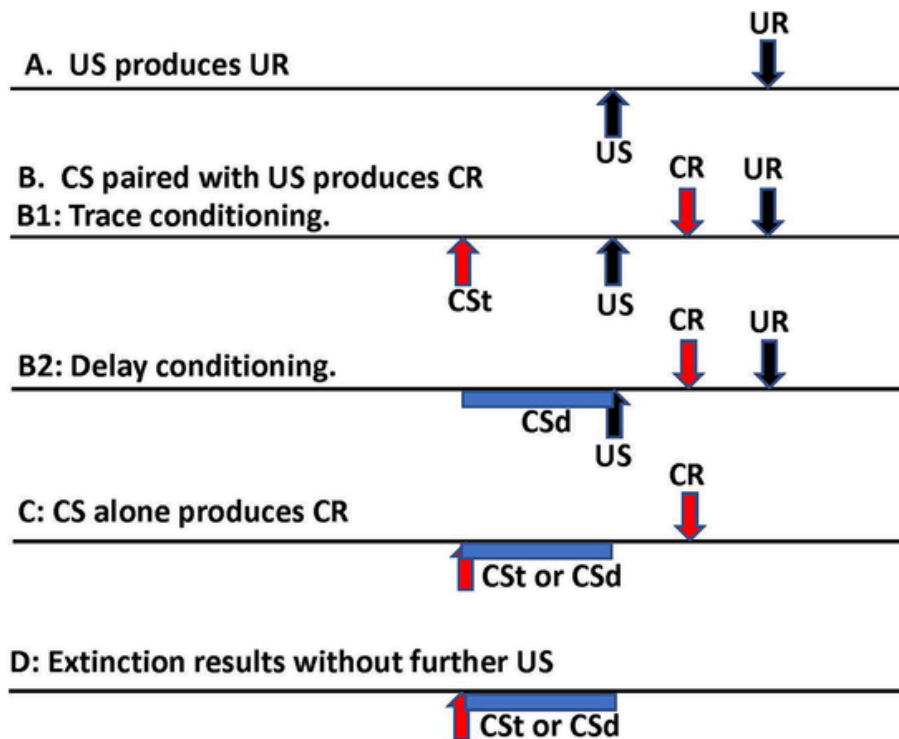 UR
A. US produces UR
US
B. CS paired with US produces CR
CR UR
B1: Trace conditioning.
CSt US
CR UR
B2: Delay conditioning.
CSd
US
CR
C: CS alone produces CR
CSt or CSd
D: Extinction results without further US
CSt or CSd